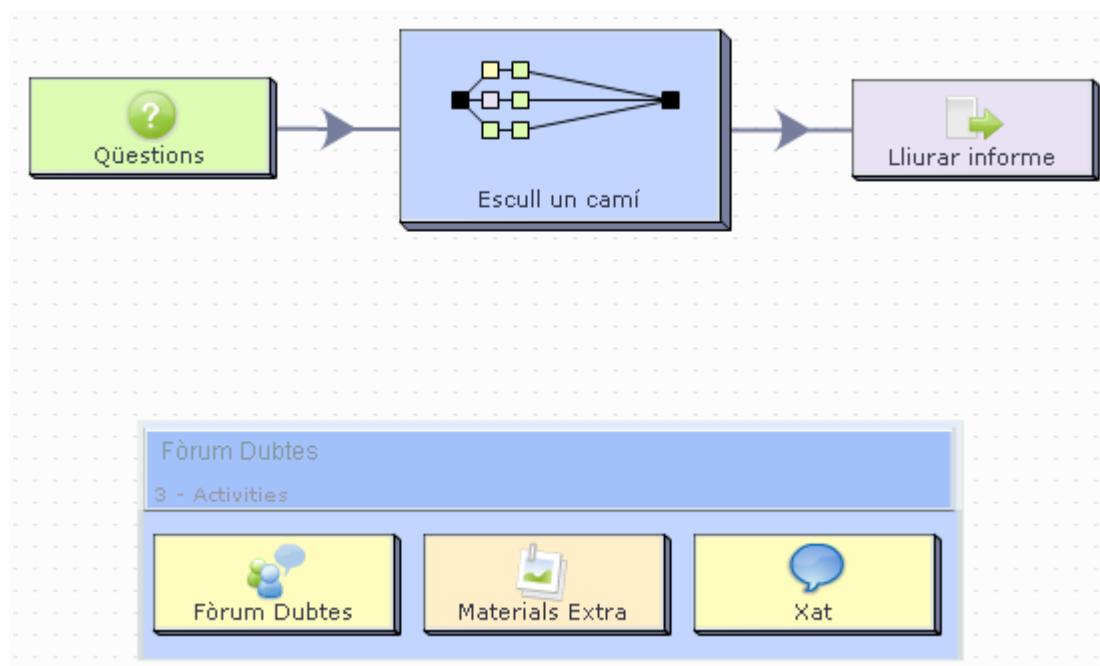 ?
Qüestions
Escull un camí
Lliurar informe
Fòrum Dubtes
3 - Activities
Fòrum Dubtes
Materials Extra
Xat